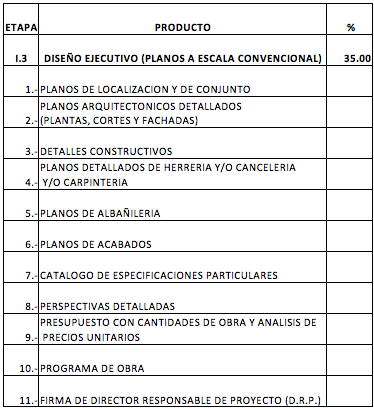 ETAPA PRODUCTO %
I.3 DISEÑO EJECUTIVO (PLANOS A ESCALA CONVENCIONAL) 35.00
1.- PLANOS DE LOCALIZACION Y DE CONJUNTO
PLANOS ARQUITECTONICOS DETALLADOS
2.- (PLANTAS, CORTES Y FACHADAS)
3.- DETALLES CONSTRUCTIVOS
PLANOS DETALLADOS DE HERRERIA Y/O CANCELERIA
4.- Y/O CARPINTERIA
5.- PLANOS DE ALBAÑILERIA
6.- PLANOS DE ACABADOS
7.- CATALOGO DE ESPECIFICACIONES PARTICULARES
8.- PERSPECTIVAS DETALLADAS
PRESUPUESTO CON CANTIDADES DE OBRA Y ANALISIS DE
9.- PRECIOS UNITARIOS
10.- PROGRAMA DE OBRA
11.- FIRMA DE DIRECTOR RESPONSABLE DE PROYECTO (D.R.P.)